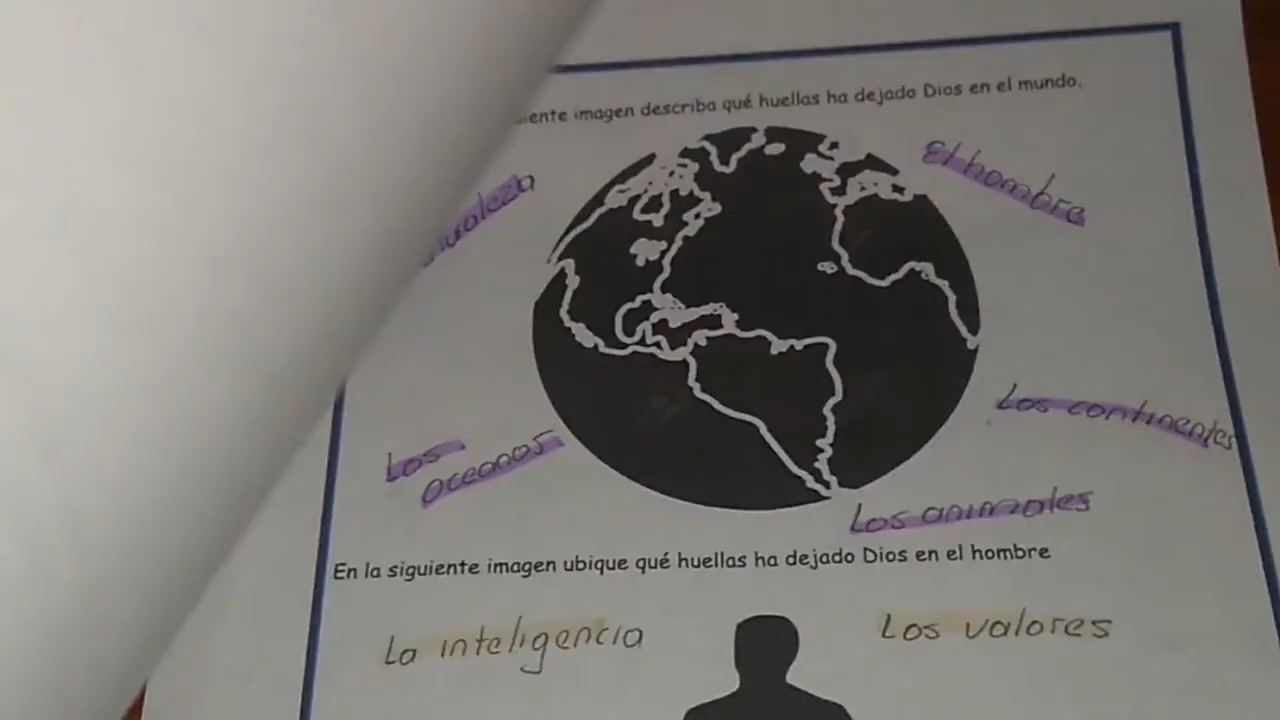 imagen describa qué huellas ha dejado Dios en el mundo.
El hombre
Los continentes
Los
oceanos
Los animales
En la siguiente imagen ubique qué huellas ha dejado Dios en el hombre
La inteligencia
Los valores